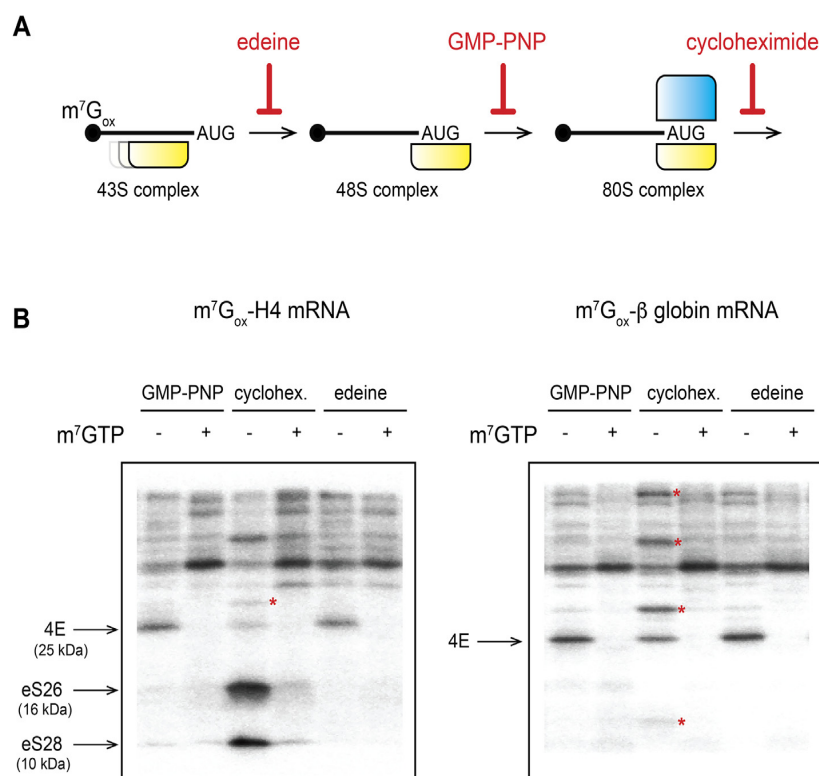 A
edeine GMP-PNP cycloheximide
m⁷Gox
AUG AUG AUG
43S complex 48S complex 80S complex
B
m⁷Gox-H4 mRNA m⁷Gox-β globin mRNA
GMP-PNP cyclohex. edeine GMP-PNP cyclohex. edeine
m⁷GTP - + - + - + m⁷GTP - + - + - +
*
*
*
4E
(25 kDa)
*
4E
eS26
(16 kDa)
*
eS28
(10 kDa)